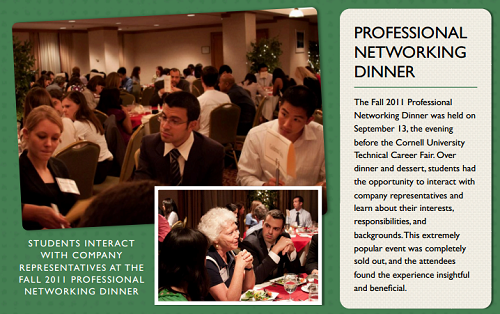 PROFESSIONAL
NETWORKING
DINNER
The Fall 2011 Professional
Networking Dinner was held on
September 13, the evening
before the Cornell University
Technical Career Fair. Over
dinner and dessert, students had
the opportunity to interact with
company representatives and
learn about their interests,
responsibilities, and
backgrounds. This extremely
popular event was completely
sold out, and the attendees
found the experience insightful
and beneficial.
STUDENTS INTERACT
WITH COMPANY
REPRESENTATIVES AT THE
FALL 2011 PROFESSIONAL
NETWORKING DINNER